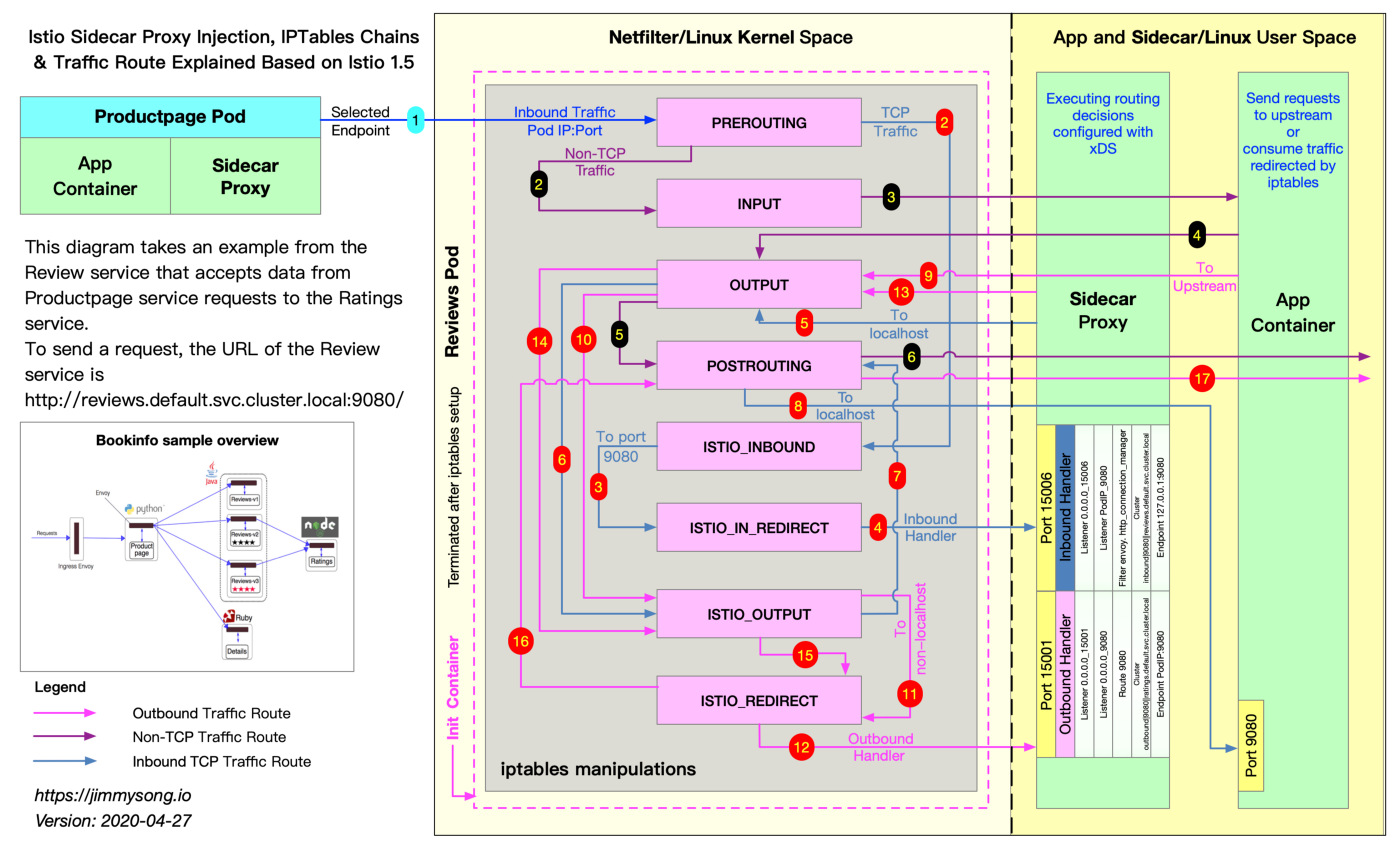 Istio Sidecar Proxy Injection, IPTables Chains
& Traffic Route Explained Based on Istio 1.5
Productpage Pod
App
Container
Sidecar
Proxy
Selected
Endpoint
1
This diagram takes an example from the
Review service that accepts data from
Productpage service requests to the Ratings
service.
To send a request, the URL of the Review
service is
http://reviews.default.svc.cluster.local:9080/
Bookinfo sample overview
Requests
Ingress Envoy
Envoy
python
Product
page
java
Reviews-v1
Reviews-v2
★★★★
Reviews-v3
★★★★
node
Ratings
Ruby
Details
Legend
Outbound Traffic Route
Non-TCP Traffic Route
Inbound TCP Traffic Route
https://jimmysong.io
Version: 2020-04-27
Netfilter/Linux Kernel Space
Reviews Pod
Terminated after iptables setup
Init Container
Inbound Traffic
Pod IP:Port
PREROUTING
TCP
Traffic
2
Non-TCP
Traffic
2
INPUT
3
4
OUTPUT
9
To
Upstream
13
5
To
localhost
14
10
5
POSTROUTING
6
17
8
To
localhost
ISTIO_INBOUND
To port
9080
3
6
7
ISTIO_IN_REDIRECT
4
Inbound
Handler
ISTIO_OUTPUT
To
non-localhost
16
15
11
ISTIO_REDIRECT
12
Outbound
Handler
iptables manipulations
App and Sidecar/Linux User Space
Executing routing
decisions
configured with
xDS
Sidecar
Proxy
Port 15006
Inbound Handler
Listener 0.0.0.0_15006
Listener PodIP_9080
Filter envoy, http_connection_manager
Cluster
inbound|9080||reviews.default.svc.cluster.local
Endpoint 127.0.0.1:9080
Port 15001
Outbound Handler
Listener 0.0.0.0_15001
Listener 0.0.0.0_9080
Route 9080
Cluster
outbound|9080||ratings.default.svc.cluster.local
Endpoint PodIP:9080
Send requests
to upstream
or
consume traffic
redirected by
iptables
App
Container
Port 9080